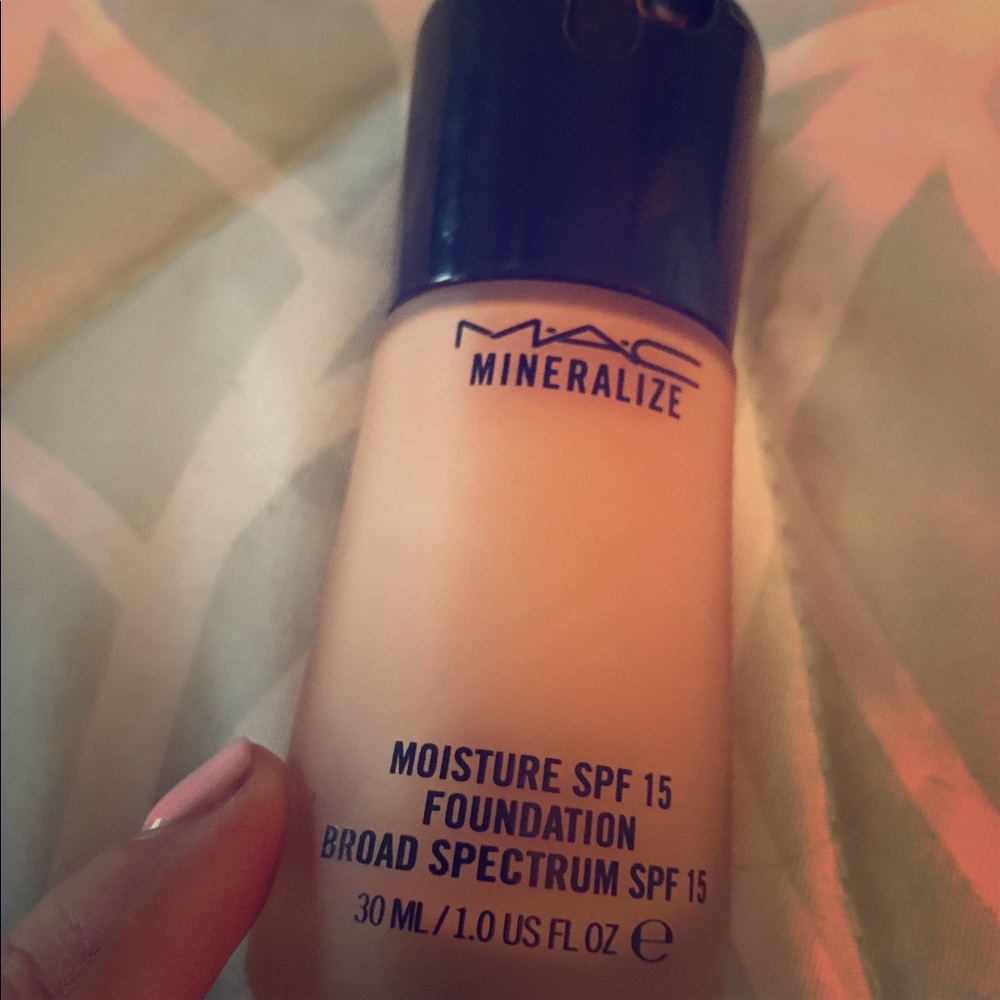 M·A·C
MINERALIZE
MOISTURE SPF 15
FOUNDATION
BROAD SPECTRUM SPF 15
30 ML / 1.0 US FL OZ ℮